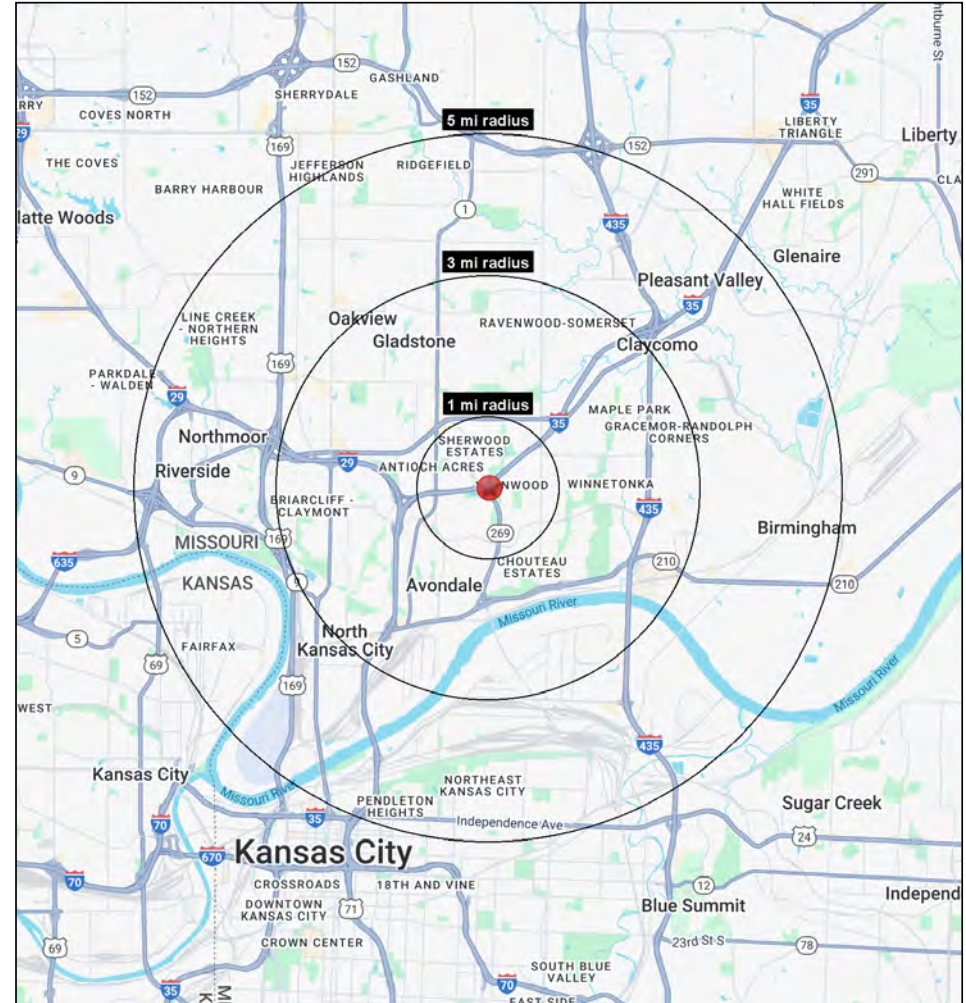 152
GASHLAND
SHERRYDALE
152
COVES NORTH
35
LIBERTY
TRIANGLE
5 mi radius
29
169
152
Liberty
THE COVES
JEFFERSON
HIGHLANDS
RIDGEFIELD
291
BARRY HARBOUR
WHITE
HALL FIELDS
latte Woods
1
435
Glenaire
3 mi radius
Pleasant Valley
35
LINE CREEK
- NORTHERN
HEIGHTS
Oakview
RAVENWOOD-SOMERSET
Gladstone
Claycomo
169
PARKDALE
- WALDEN
29
1 mi radius
MAPLE PARK
35
GRACEMOR-RANDOLPH
CORNERS
Northmoor
SHERWOOD
ESTATES
29
ANTIOCH ACRES
9
Riverside
NWOOD
WINNETONKA
BRIARCLIFF -
CLAYMONT
435
Birmingham
269
MISSOURI
169
635
CHOUTEAU
ESTATES
210
KANSAS
9
Avondale
210
Missouri River
5
North
Kansas City
FAIRFAX
69
Missouri River
169
WEST
435
Kansas City
NORTHEAST
KANSAS CITY
Missouri River
PENDLETON
HEIGHTS
Sugar Creek
35
Independence Ave
70
24
670
Kansas City
70
CROSSROADS
18TH AND VINE
12
Independ
DOWNTOWN
KANSAS CITY
71
Blue Summit
CROWN CENTER
23rd St S
78
69
SOUTH BLUE
VALLEY
35
70
EAST SIDE